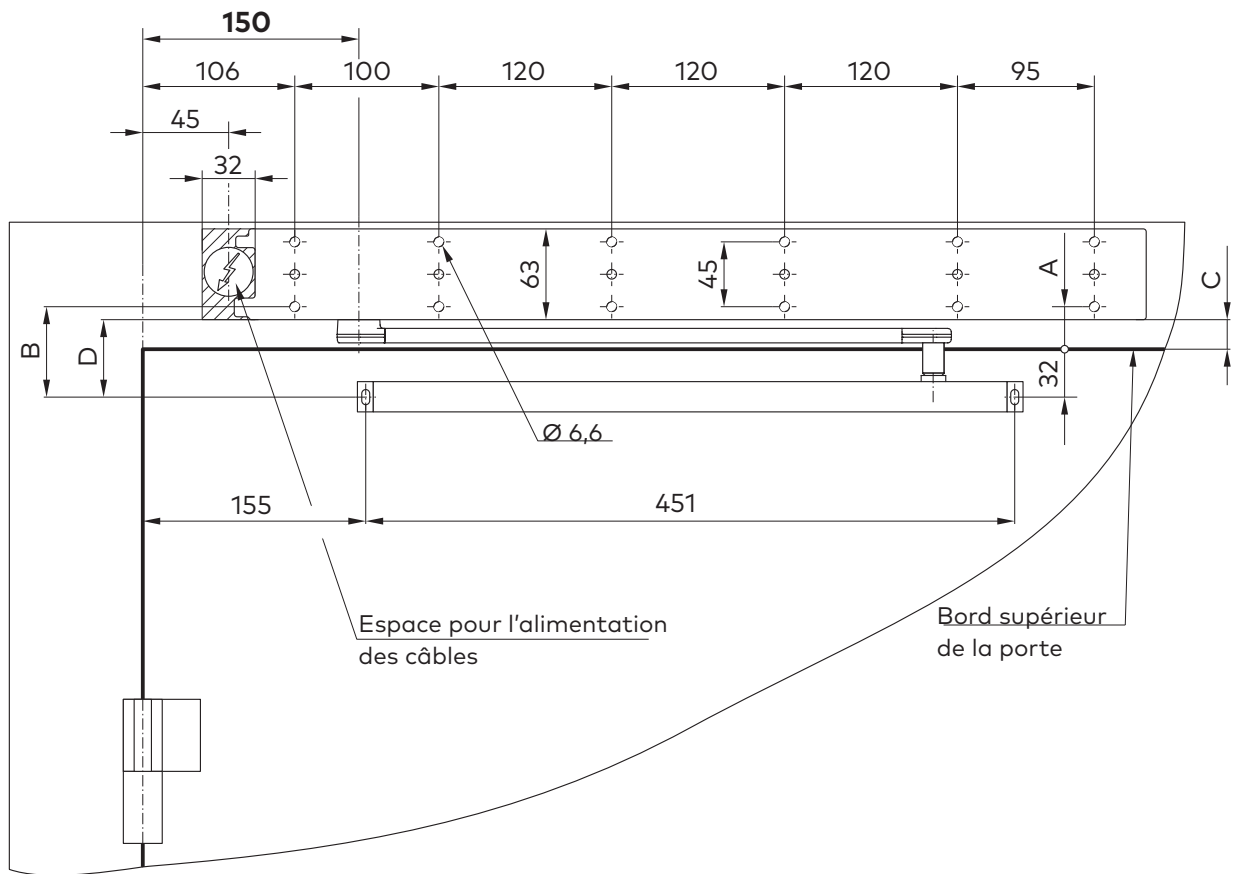 150
106
100
120
120
120
95
45
32
63
45
A
C
B
D
32
Ø 6,6
155
451
Espace pour l'alimentation
des câbles
Bord supérieur
de la porte